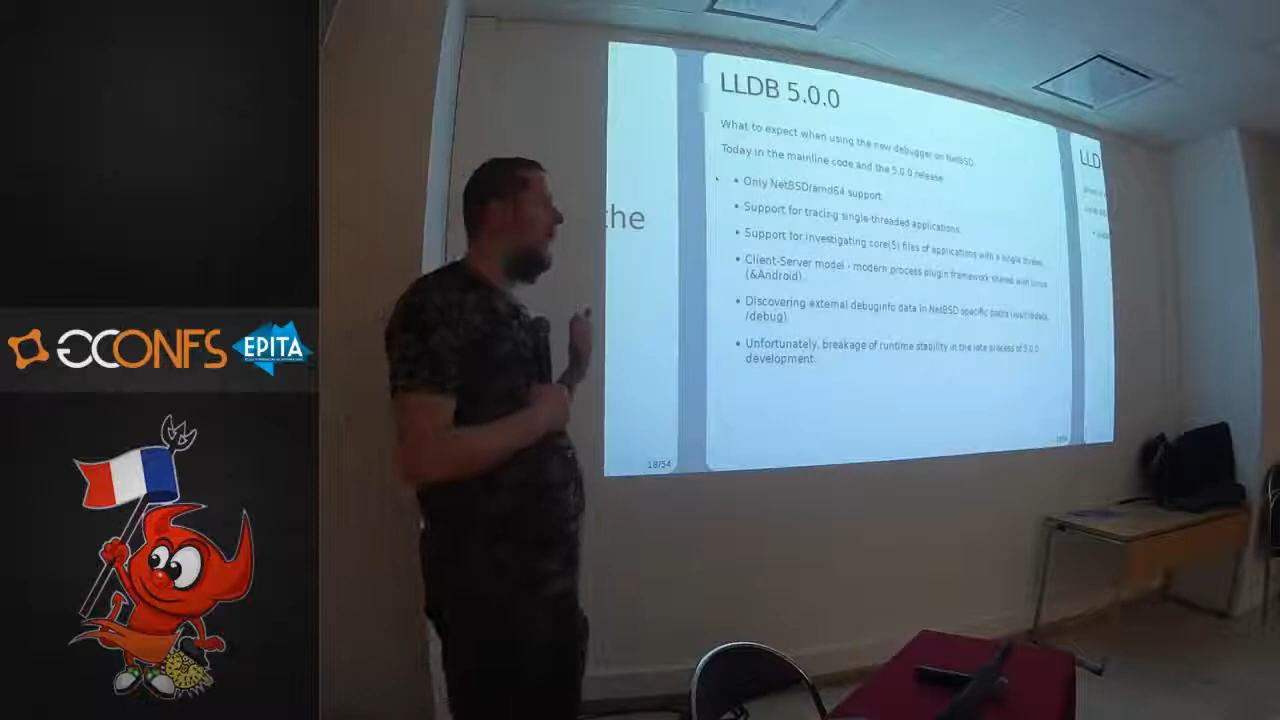 LLDB 5.0.0
What to expect when using the new debugger on NetBSD.
Today in the mainline code and the 5.0.0 release
• Only NetBSD/amd64 support.
• Support for tracing single-threaded applications.
• Support for investigating core(5) files of applications with a single thread.
• Client-Server model - modern process plugin framework shared with Linux
(&Android).
• Discovering external debuginfo data in NetBSD specific paths
/debug)
• Unfortunately, breakage of runtime stability in the late process of 5.0.0
development.
the
18/54
LLD
GCONFS
EPITA